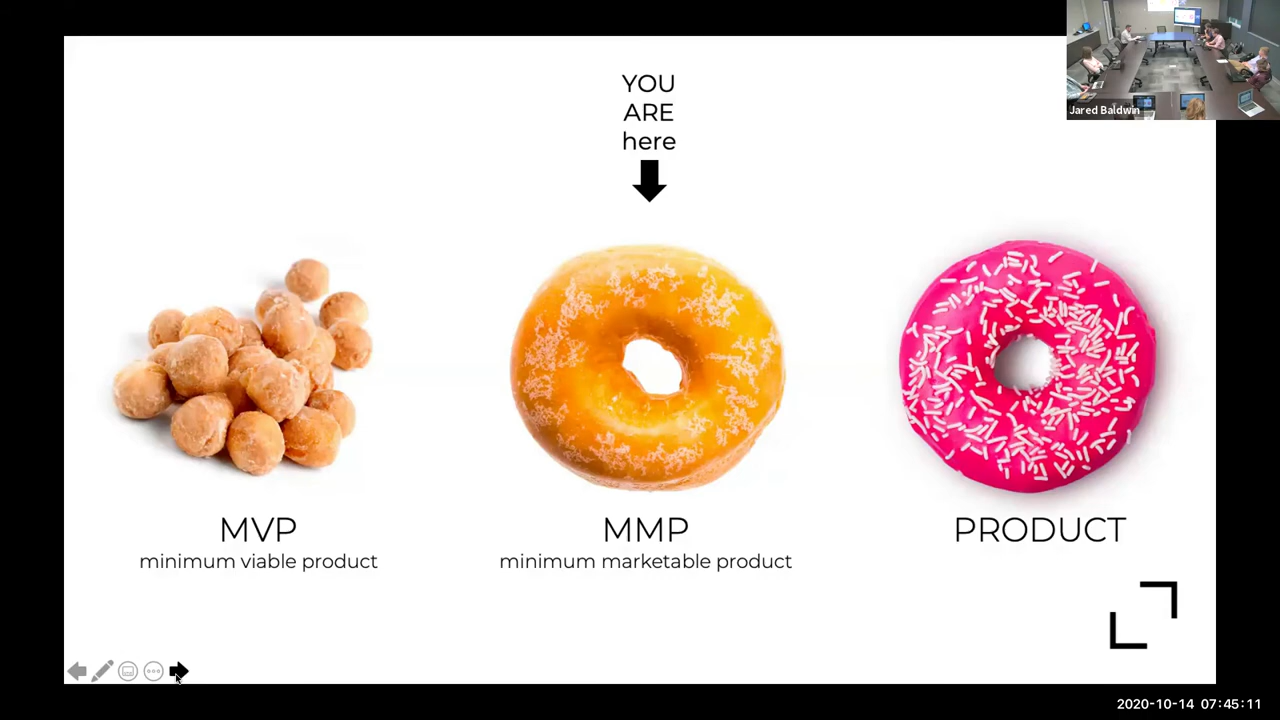 YOU
ARE
here
Jared Baldwin
MVP
minimum viable product
MMP
minimum marketable product
PRODUCT
2020-10-14 07:45:11